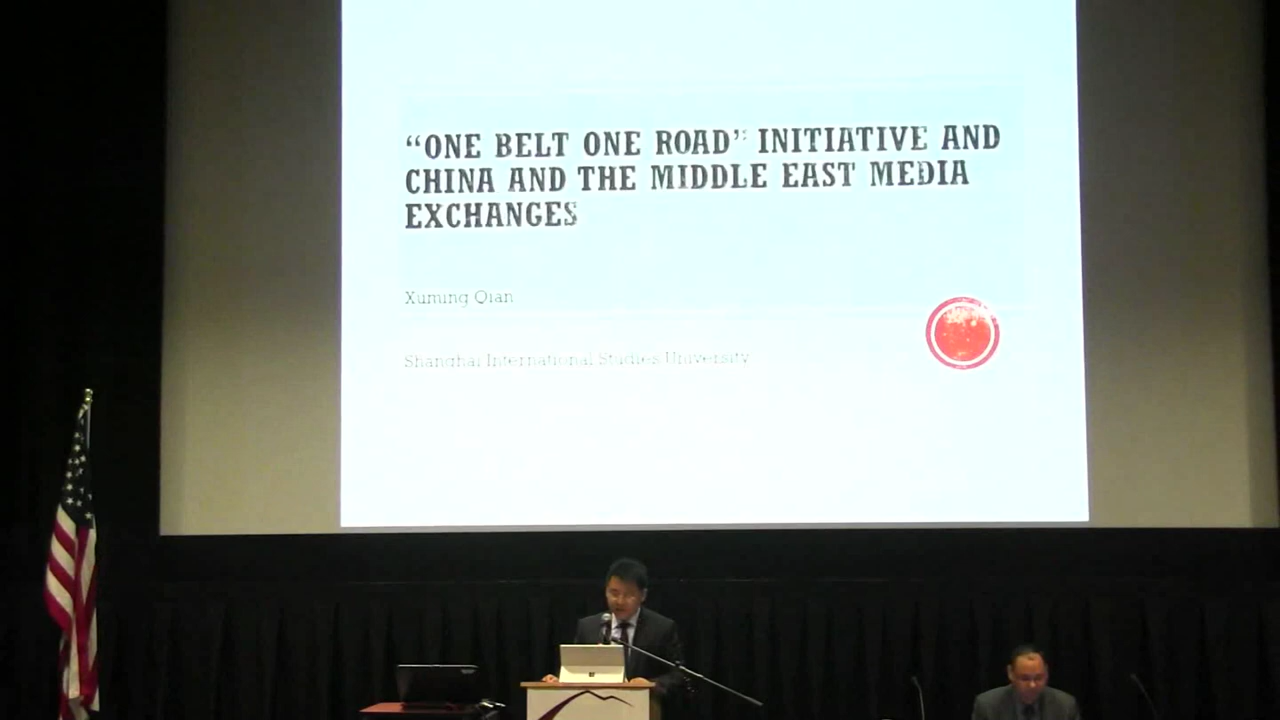 “ONE BELT ONE ROAD” INITIATIVE AND
CHINA AND THE MIDDLE EAST MEDIA
EXCHANGES
Xuming Qian
Shanghai International Studies University